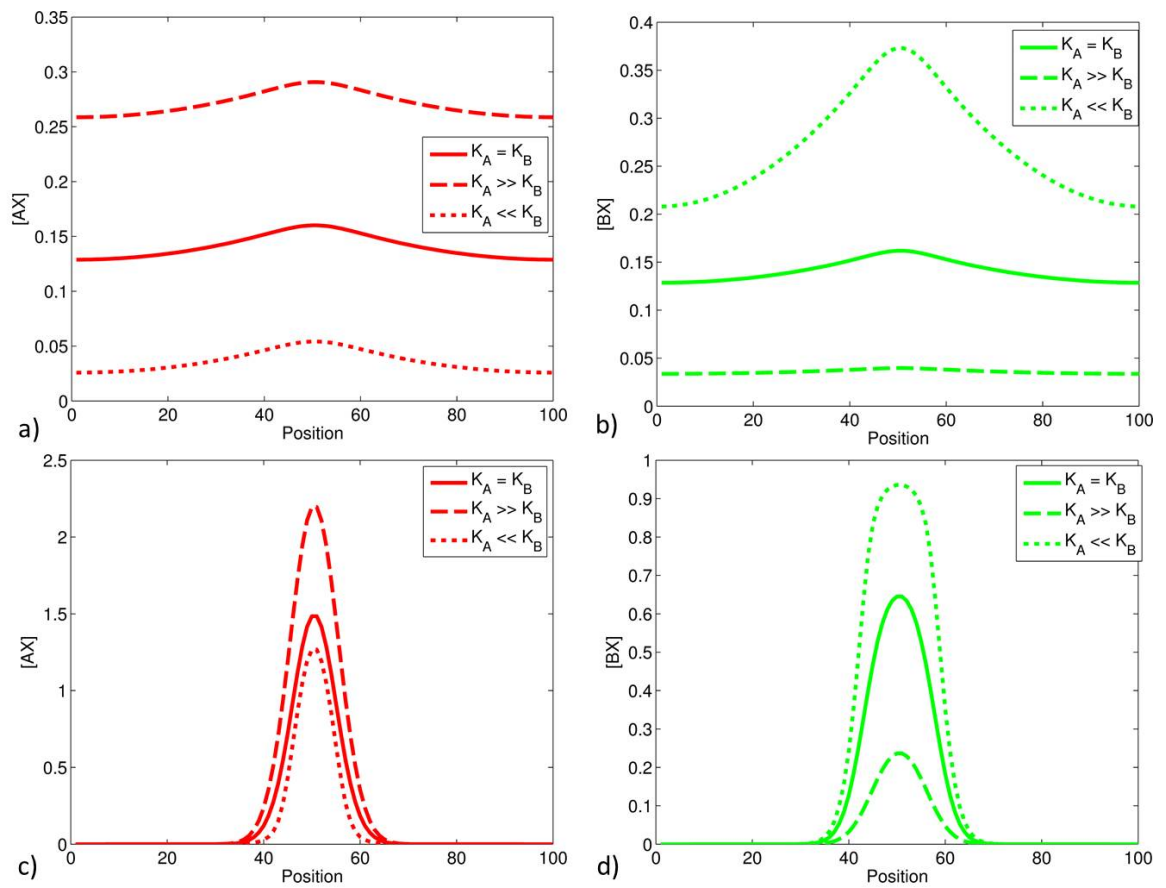 0.35
0.3
0.25
0.2
0.15
0.1
0.05
0
[AX]
K_A = K_B
K_A >> K_B
K_A << K_B
0 20 40 60 80 100
Position
a)
0.4
0.35
0.3
0.25
0.2
0.15
0.1
0.05
0
[BX]
K_A = K_B
K_A >> K_B
K_A << K_B
0 20 40 60 80 100
Position
b)
2.5
2
1.5
1
0.5
0
[AX]
K_A = K_B
K_A >> K_B
K_A << K_B
0 20 40 60 80 100
Position
c)
1
0.9
0.8
0.7
0.6
0.5
0.4
0.3
0.2
0.1
0
[BX]
K_A = K_B
K_A >> K_B
K_A << K_B
0 20 40 60 80 100
Position
d)